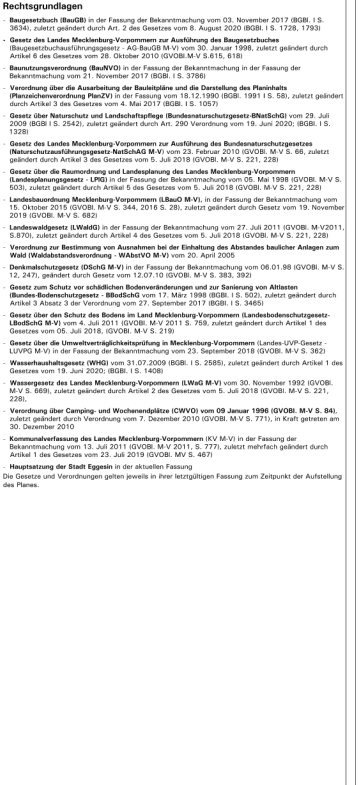 Rechtsgrundlagen
- Baugesetzbuch (BauGB) in der Fassung der Bekanntmachung vom 03. November 2017 (BGBl. I S.
3634), zuletzt geändert durch Art. 2 des Gesetzes vom 8. August 2020 (BGBl. I S. 1728, 1793)
- Gesetz des Landes Mecklenburg-Vorpommern zur Ausführung des Baugesetzbuches
(Baugesetzbuchausführungsgesetz - AG-BauGB M-V) vom 30. Januar 1998, zuletzt geändert durch
Artikel 6 des Gesetzes vom 28. Oktober 2010 (GVOBl.M-V S.615, 618)
- Baunutzungsverordnung (BauNVO) in der Fassung der Bekanntmachung in der Fassung der
Bekanntmachung vom 21. November 2017 (BGBl. I S. 3786)
- Verordnung über die Ausarbeitung der Bauleitpläne und die Darstellung des Planinhalts
(Planzeichenverordnung PlanZV) in der Fassung vom 18.12.1990 (BGBl. 1991 I S. 58), zuletzt geändert
durch Artikel 3 des Gesetzes vom 4. Mai 2017 (BGBl. I S. 1057)
- Gesetz über Naturschutz und Landschaftspflege (Bundesnaturschutzgesetz-BNatSchG) vom 29. Juli
2009 (BGBl I S. 2542), zuletzt geändert durch Art. 290 Verordnung vom 19. Juni 2020; (BGBl. I S.
1328)
- Gesetz des Landes Mecklenburg-Vorpommern zur Ausführung des Bundesnaturschutzgesetzes
(Naturschutzausführungsgesetz-NatSchAG M-V) vom 23. Februar 2010 (GVOBl. M-V S. 66, zuletzt
geändert durch Artikel 3 des Gesetzes vom 5. Juli 2018 (GVOBl. M-V S. 221, 228)
- Gesetz über die Raumordnung und Landesplanung des Landes Mecklenburg-Vorpommern
(Landesplanungsgesetz - LPlG) in der Fassung der Bekanntmachung vom 05. Mai 1998 (GVOBl. M-V S.
503), zuletzt geändert durch Artikel 5 des Gesetzes vom 5. Juli 2018 (GVOBl. M-V S. 221, 228)
- Landesbauordnung Mecklenburg-Vorpommern (LBauO M-V), in der Fassung der Bekanntmachung vom
15. Oktober 2015 (GVOBl. M-V S. 344, 2016 S. 28), zuletzt geändert durch Gesetz vom 19. November
2019 (GVOBl. M-V S. 682)
- Landeswaldgesetz (LWaldG) in der Fassung der Bekanntmachung vom 27. Juli 2011 (GVOBl. M-V2011,
S.870), zuletzt geändert durch Artikel 4 des Gesetzes vom 5. Juli 2018 (GVOBl. M-V S. 221, 228)
- Verordnung zur Bestimmung von Ausnahmen bei der Einhaltung des Abstandes baulicher Anlagen zum
Wald (Waldabstandsverordnung - WAbstVO M-V) vom 20. April 2005
- Denkmalschutzgesetz (DSchG M-V) in der Fassung der Bekanntmachung vom 06.01.98 (GVOBl. M-V S.
12, 247), geändert durch Gesetz vom 12.07.10 (GVOBl. M-V S. 383, 392)
- Gesetz zum Schutz vor schädlichen Bodenveränderungen und zur Sanierung von Altlasten
(Bundes-Bodenschutzgesetz - BBodSchG vom 17. März 1998 (BGBl. I S. 502), zuletzt geändert durch
Artikel 3 Absatz 3 der Verordnung vom 27. September 2017 (BGBl. I S. 3465)
- Gesetz über den Schutz des Bodens im Land Mecklenburg-Vorpommern (Landesbodenschutzgesetz-
LBodSchG M-V) vom 4. Juli 2011 (GVOBl. M-V 2011 S. 759, zuletzt geändert durch Artikel 1 des
Gesetzes vom 05. Juli 2018, (GVOBl. M-V S. 219)
- Gesetz über die Umweltverträglichkeitsprüfung in Mecklenburg-Vorpommern (Landes-UVP-Gesetz -
LUVPG M-V) in der Fassung der Bekanntmachung vom 23. September 2018 (GVOBl. M-V S. 362)
- Wasserhaushaltsgesetz (WHG) vom 31.07.2009 (BGBl. I S. 2585), zuletzt geändert durch Artikel 1 des
Gesetzes vom 19. Juni 2020; (BGBl. I S. 1408)
- Wassergesetz des Landes Mecklenburg-Vorpommern (LWaG M-V) vom 30. November 1992 (GVOBl.
M-V S. 669), zuletzt geändert durch Artikel 2 des Gesetzes vom 5. Juli 2018 (GVOBl. M-V S. 221,
228),
- Verordnung über Camping- und Wochenendplätze (CWVO) vom 09 Januar 1996 (GVOBl. M-V S. 84),
zuletzt geändert durch Verordnung vom 7. Dezember 2010 (GVOBl. M-V S. 771), in Kraft getreten am
30. Dezember 2010
- Kommunalverfassung des Landes Mecklenburg-Vorpommern (KV M-V) in der Fassung der
Bekanntmachung vom 13. Juli 2011 (GVOBl. M-V 2011, S. 777), zuletzt mehrfach geändert durch
Artikel 1 des Gesetzes vom 23. Juli 2019 (GVOBl. MV S. 467)
- Hauptsatzung der Stadt Eggesin in der aktuellen Fassung
Die Gesetze und Verordnungen gelten jeweils in ihrer letztgültigen Fassung zum Zeitpunkt der Aufstellung
des Planes.